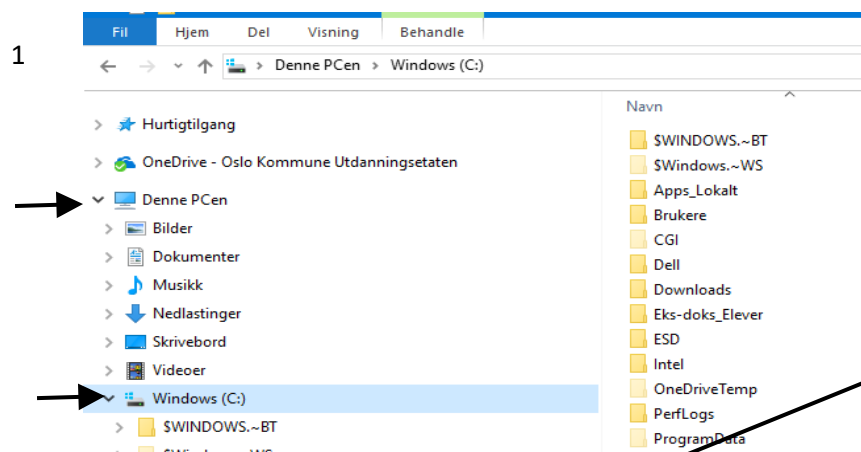 1
Fil Hjem Del Visning Behandle
Denne PCen Windows (C:)
Hurtigtilgang
OneDrive - Oslo Kommune Utdanningsetaten
Denne PCen
Bilder
Dokumenter
Musikk
Nedlastinger
Skrivebord
Videoer
Windows (C:)
$WINDOWS.~BT
Navn
$WINDOWS.~BT
$Windows.~WS
Apps_Lokalt
Brukere
CGI
Dell
Downloads
Eks-doks_Elever
ESD
Intel
OneDriveTemp
PerfLogs
ProgramData